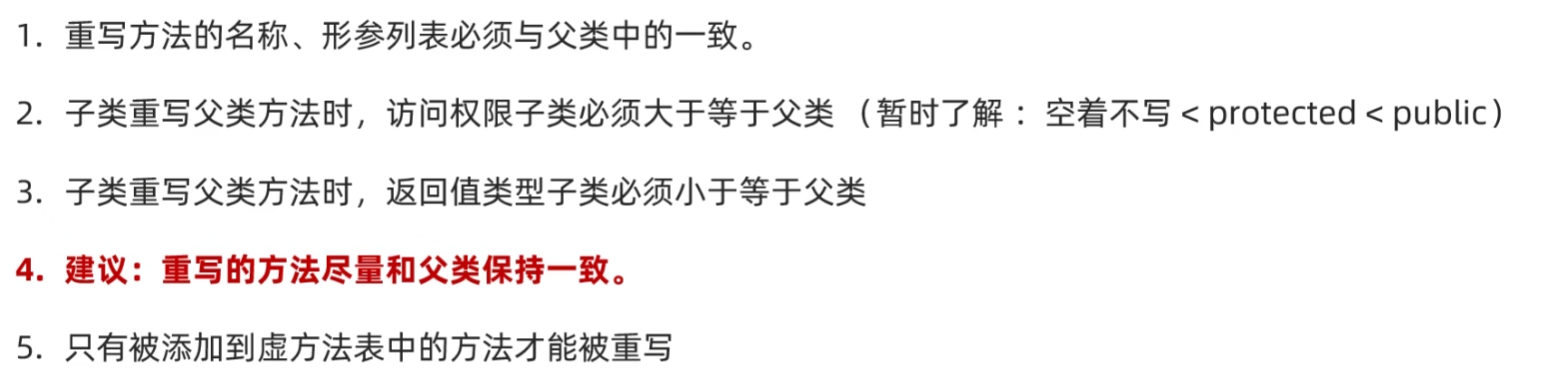 1. 重写方法的名称、形参列表必须与父类中的一致。
2. 子类重写父类方法时，访问权限子类必须大于等于父类 （暂时了解 ：空着不写 < protected < public）
3. 子类重写父类方法时，返回值类型子类必须小于等于父类
4. 建议：重写的方法尽量和父类保持一致。
5. 只有被添加到虚方法表中的方法才能被重写